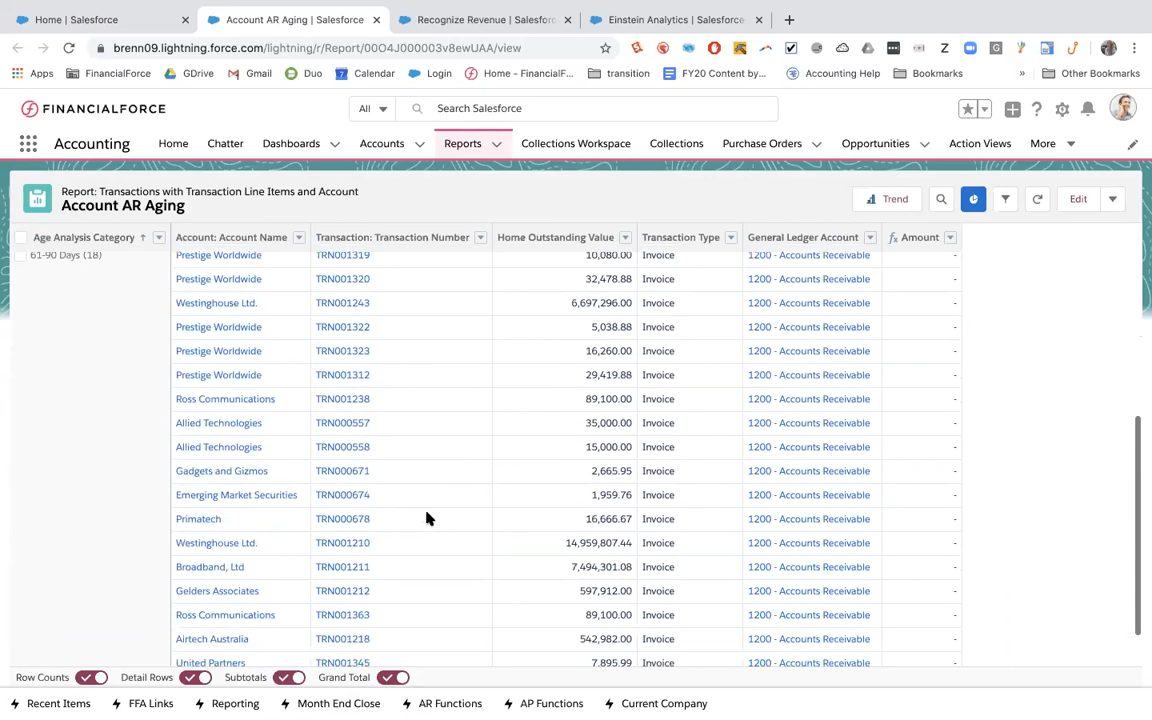 Home | Salesforce
Account AR Aging | Salesforce
Recognize Revenue | Salesforc
Einstein Analytics | Salesforce
brenn09.lightning.force.com/lightning/r/Report/00O4J000003v8ewUAA/view
Apps FinancialForce GDrive Gmail Duo 7 Calendar Login Home – FinancialF... transition FY20 Content by... Accounting Help Bookmarks » Other Bookmarks
FINANCIALFORCE
All Search Salesforce
Accounting Home Chatter Dashboards Accounts Reports Collections Workspace Collections Purchase Orders Opportunities Action Views More
Report: Transactions with Transaction Line Items and Account
Account AR Aging
Trend Edit
Age Analysis Category ↑ Account: Account Name Transaction: Transaction Number Home Outstanding Value Transaction Type General Ledger Account fx Amount
61-90 Days (18) Prestige Worldwide TRN001319 10,080.00 Invoice 1200 - Accounts Receivable -
Prestige Worldwide TRN001320 32,478.88 Invoice 1200 - Accounts Receivable -
Westinghouse Ltd. TRN001243 6,697,296.00 Invoice 1200 - Accounts Receivable -
Prestige Worldwide TRN001322 5,038.88 Invoice 1200 - Accounts Receivable -
Prestige Worldwide TRN001323 16,260.00 Invoice 1200 - Accounts Receivable -
Prestige Worldwide TRN001312 29,419.88 Invoice 1200 - Accounts Receivable -
Ross Communications TRN001238 89,100.00 Invoice 1200 - Accounts Receivable -
Allied Technologies TRN000557 35,000.00 Invoice 1200 - Accounts Receivable -
Allied Technologies TRN000558 15,000.00 Invoice 1200 - Accounts Receivable -
Gadgets and Gizmos TRN000671 2,665.95 Invoice 1200 - Accounts Receivable -
Emerging Market Securities TRN000674 1,959.76 Invoice 1200 - Accounts Receivable -
Primatech TRN000678 16,666.67 Invoice 1200 - Accounts Receivable -
Westinghouse Ltd. TRN001210 14,959,807.44 Invoice 1200 - Accounts Receivable -
Broadband, Ltd TRN001211 7,494,301.08 Invoice 1200 - Accounts Receivable -
Gelders Associates TRN001212 597,912.00 Invoice 1200 - Accounts Receivable -
Ross Communications TRN001363 89,100.00 Invoice 1200 - Accounts Receivable -
Airtech Australia TRN001218 542,982.00 Invoice 1200 - Accounts Receivable -
United Partners TRN001345 7,895.99 Invoice 1200 - Accounts Receivable -
Row Counts Detail Rows Subtotals Grand Total
Recent Items FFA Links Reporting Month End Close AR Functions AP Functions Current Company